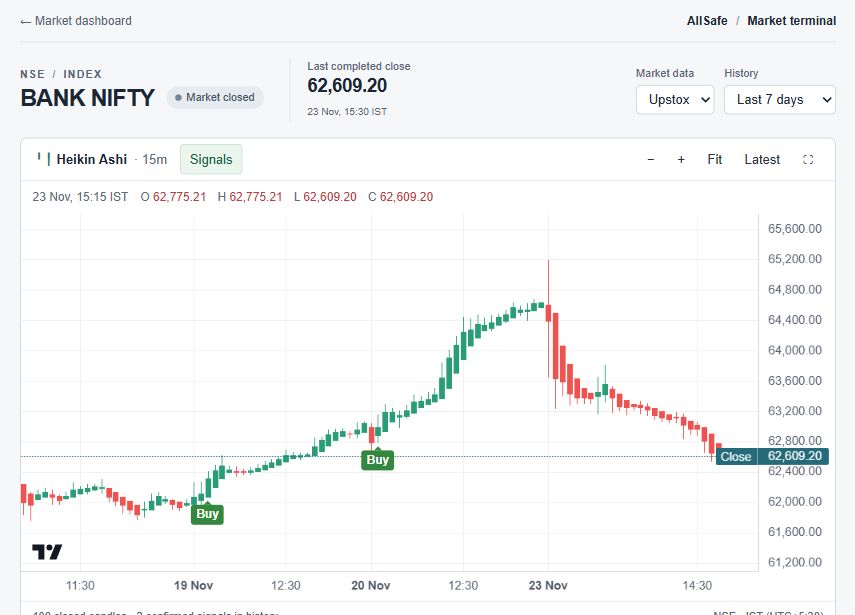 ← Market dashboard
AllSafe / Market terminal
NSE / INDEX
BANK NIFTY
Market closed
Last completed close
62,609.20
23 Nov, 15:30 IST
Market data
History
Upstox
Last 7 days
Heikin Ashi · 15m
Signals
− + Fit Latest
23 Nov, 15:15 IST O 62,775.21 H 62,775.21 L 62,609.20 C 62,609.20
65,600.00
65,200.00
64,800.00
64,400.00
64,000.00
63,600.00
63,200.00
62,800.00
Close 62,609.20
62,400.00
62,000.00
61,600.00
61,200.00
Buy
Buy
11:30 19 Nov 12:30 20 Nov 12:30 23 Nov 14:30